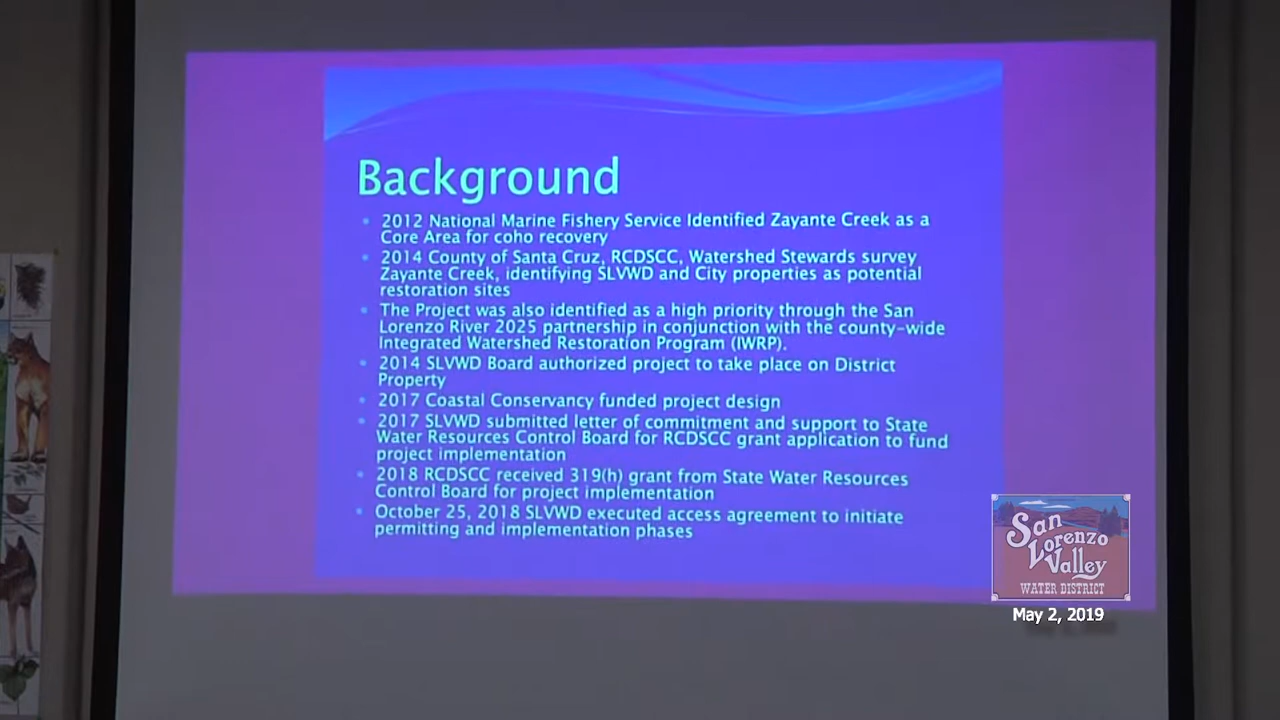 Background
• 2012 National Marine Fishery Service Identified Zayante Creek as a
Core Area for coho recovery
• 2014 County of Santa Cruz, RCDSCC, Watershed Stewards survey
Zayante Creek, identifying SLVWD and City properties as potential
restoration sites
• The Project was also identified as a high priority through the San
Lorenzo River 2025 partnership in conjunction with the county-wide
Integrated Watershed Restoration Program (IWRP).
• 2014 SLVWD Board authorized project to take place on District
Property
• 2017 Coastal Conservancy funded project design
• 2017 SLVWD submitted letter of commitment and support to State
Water Resources Control Board for RCDSCC grant application to fund
project implementation
• 2018 RCDSCC received 319(h) grant from State Water Resources
Control Board for project implementation
• October 25, 2018 SLVWD executed access agreement to initiate
permitting and implementation phases
San
Lorenzo
Valley
WATER DISTRICT
May 2, 2019